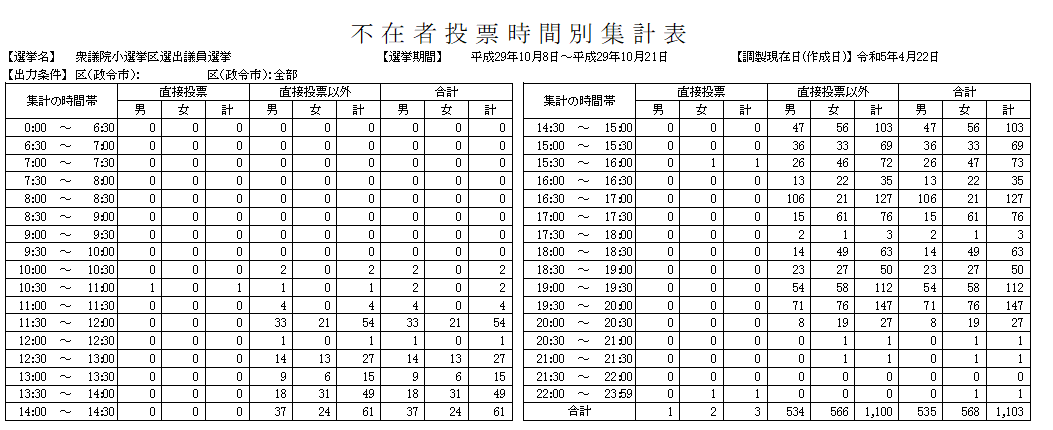 不在者投票時間別集計表
【選挙名】 衆議院小選挙区選出議員選挙 【選挙期間】 平成29年10月8日～平成29年10月21日 【調製現在日(作成日)】 令和5年4月22日
【出力条件】 区(政令市)： 区(政令市)：全部
集計の時間帯 直接投票 直接投票以外 合計
男 女 計 男 女 計 男 女 計
0:00 ～ 6:30 0 0 0 0 0 0 0 0 0
6:30 ～ 7:00 0 0 0 0 0 0 0 0 0
7:00 ～ 7:30 0 0 0 0 0 0 0 0 0
7:30 ～ 8:00 0 0 0 0 0 0 0 0 0
8:00 ～ 8:30 0 0 0 0 0 0 0 0 0
8:30 ～ 9:00 0 0 0 0 0 0 0 0 0
9:00 ～ 9:30 0 0 0 0 0 0 0 0 0
9:30 ～ 10:00 0 0 0 0 0 0 0 0 0
10:00 ～ 10:30 0 0 0 2 0 2 2 0 2
10:30 ～ 11:00 1 0 1 1 0 1 2 0 2
11:00 ～ 11:30 0 0 0 4 0 4 4 0 4
11:30 ～ 12:00 0 0 0 33 21 54 33 21 54
12:00 ～ 12:30 0 0 0 1 0 1 1 0 1
12:30 ～ 13:00 0 0 0 14 13 27 14 13 27
13:00 ～ 13:30 0 0 0 9 6 15 9 6 15
13:30 ～ 14:00 0 0 0 18 31 49 18 31 49
14:00 ～ 14:30 0 0 0 37 24 61 37 24 61
集計の時間帯 直接投票 直接投票以外 合計
男 女 計 男 女 計 男 女 計
14:30 ～ 15:00 0 0 0 47 56 103 47 56 103
15:00 ～ 15:30 0 0 0 36 33 69 36 33 69
15:30 ～ 16:00 0 1 1 26 46 72 26 47 73
16:00 ～ 16:30 0 0 0 13 22 35 13 22 35
16:30 ～ 17:00 0 0 0 106 21 127 106 21 127
17:00 ～ 17:30 0 0 0 15 61 76 15 61 76
17:30 ～ 18:00 0 0 0 2 1 3 2 1 3
18:00 ～ 18:30 0 0 0 14 49 63 14 49 63
18:30 ～ 19:00 0 0 0 23 27 50 23 27 50
19:00 ～ 19:30 0 0 0 54 58 112 54 58 112
19:30 ～ 20:00 0 0 0 71 76 147 71 76 147
20:00 ～ 20:30 0 0 0 8 19 27 8 19 27
20:30 ～ 21:00 0 0 0 0 1 1 0 1 1
21:00 ～ 21:30 0 0 0 0 1 1 0 1 1
21:30 ～ 22:00 0 0 0 0 0 0 0 0 0
22:00 ～ 23:59 0 1 1 0 0 0 0 1 1
合計 1 2 3 534 566 1,100 535 568 1,103